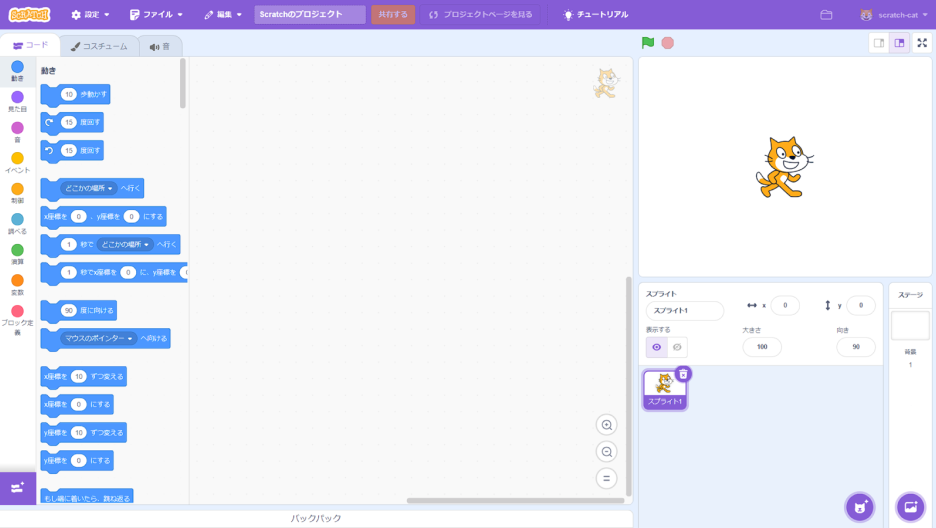 SCRATCH
設定
ファイル
編集
Scratchのプロジェクト
共有する
プロジェクトページを見る
チュートリアル
scratch-cat
コード
コスチューム
音
動き
見た目
音
イベント
制御
調べる
演算
変数
ブロック定
義
動き
10 歩動かす
15 度回す
15 度回す
どこかの場所 へ行く
x座標を 0 、y座標を 0 にする
1 秒で どこかの場所 へ行く
1 秒でx座標を 0 に、y座標を
90 度に向ける
マウスのポインター へ向ける
x座標を 10 ずつ変える
x座標を 0 にする
y座標を 10 ずつ変える
y座標を 0 にする
もし端に着いたら、跳ね返る
バックパック
スプライト
スプライト1
x 0
y 0
表示する
大きさ
100
向き
90
スプライト1
ステージ
背景
1